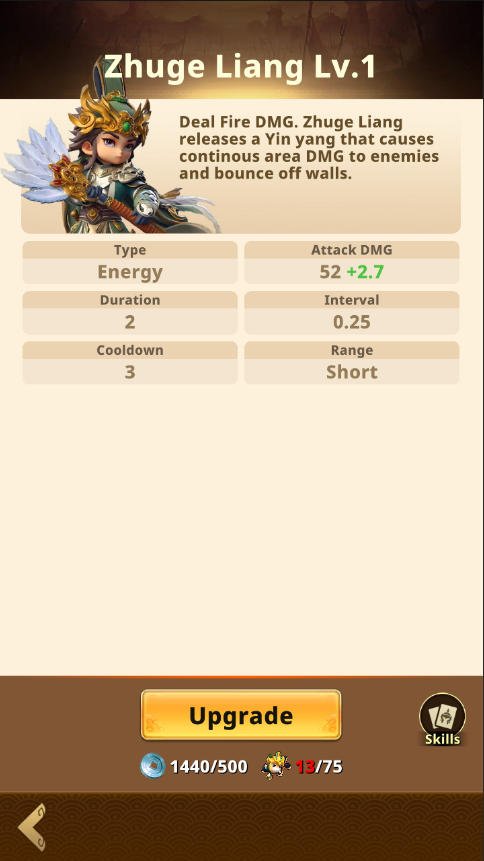 Zhuge Liang Lv.1
Deal Fire DMG. Zhuge Liang
releases a Yin yang that causes
continous area DMG to enemies
and bounce off walls.
Type
Energy
Attack DMG
52 +2.7
Duration
2
Interval
0.25
Cooldown
3
Range
Short
Upgrade
1440/500
13/75
Skills